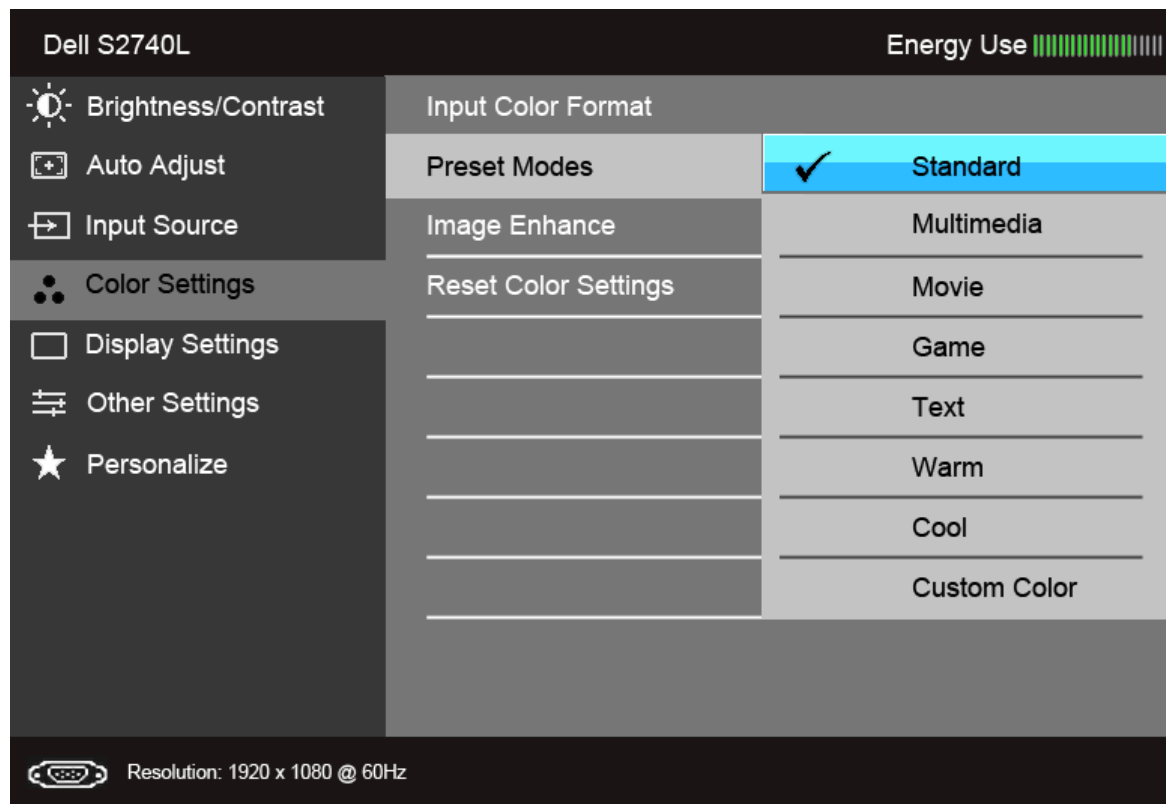 Dell S2740L
Energy Use
Brightness/Contrast
Auto Adjust
Input Source
Color Settings
Display Settings
Other Settings
Personalize
Input Color Format
Preset Modes
Image Enhance
Reset Color Settings
Standard
Multimedia
Movie
Game
Text
Warm
Cool
Custom Color
Resolution: 1920 x 1080 @ 60Hz